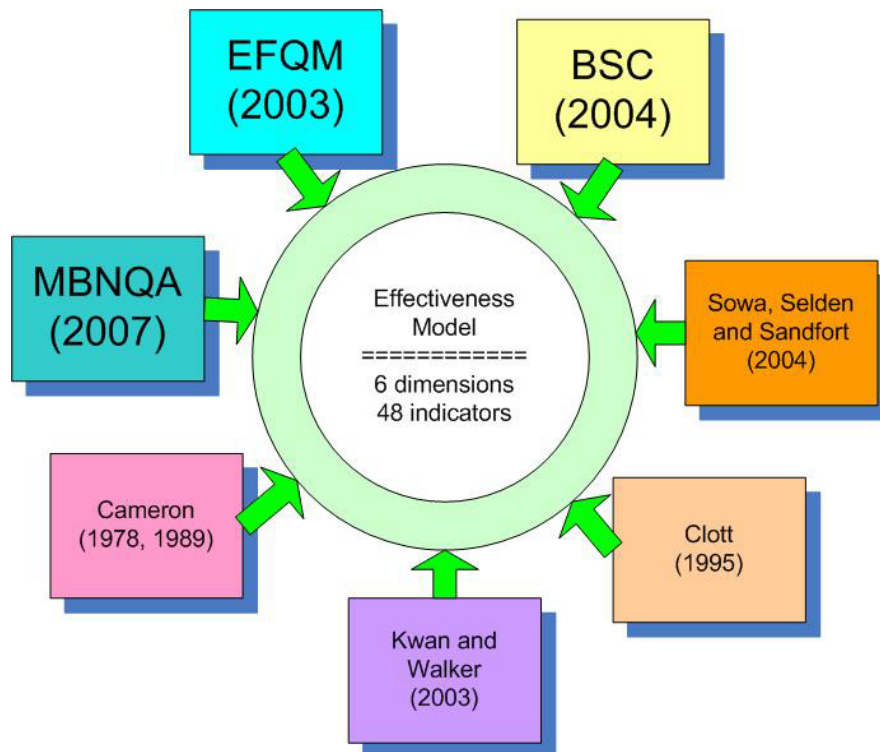 EFQM
(2003)
BSC
(2004)
MBNQA
(2007)
Effectiveness
Model
============
6 dimensions
48 indicators
Sowa, Selden
and Sandfort
(2004)
Cameron
(1978, 1989)
Clott
(1995)
Kwan and
Walker
(2003)